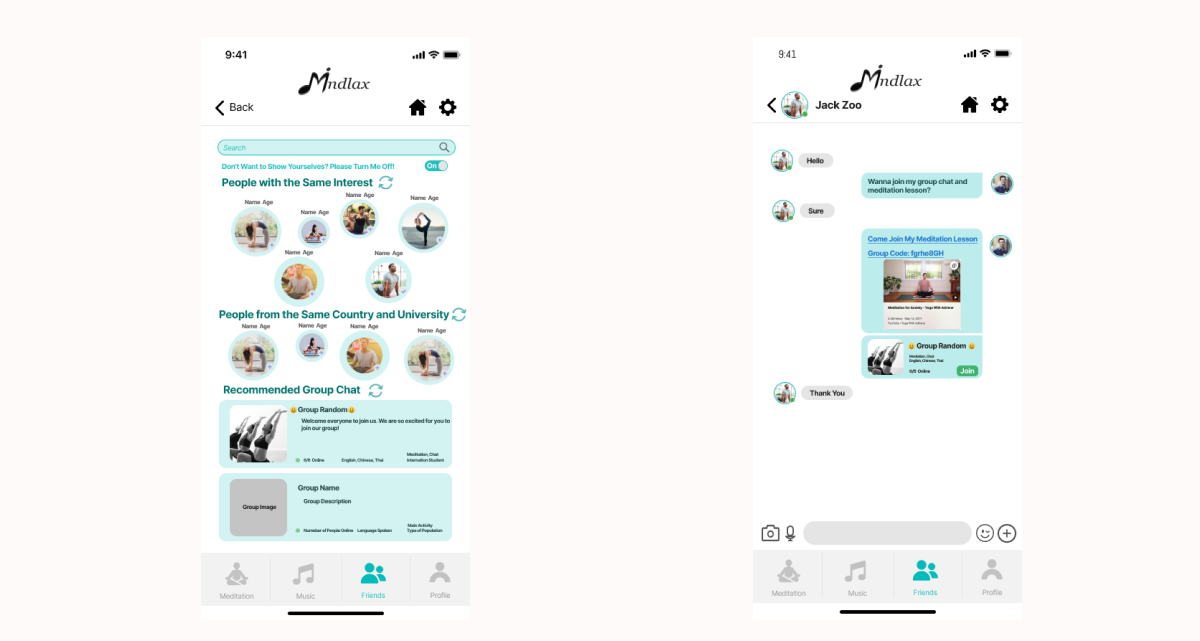 9:41
Mindlax
Back
Search
Don't Want to Show Yourselves? Please Turn Me Off!
On
People with the Same Interest
Name Age
Name Age
Name Age
Name Age
Name Age
Name Age
People from the Same Country and University
Name Age
Name Age
Name Age
Name Age
Recommended Group Chat
Group Random
Welcome everyone to join us. We are so excited for you to
join our group!
6/8 Online
English, Chinese, Thai
Meditation, Chat
Internation Student
Group Image
Group Name
Group Description
Numebar of People Online
Language Spoken
Main Activity
Type of Population
Meditation
Music
Friends
Profile
9:41
Mindlax
Jack Zoo
Hello
Wanna join my group chat and
meditation lesson?
Sure
Come Join My Meditation Lesson
Group Code: fgrhe8GH
Meditation for Anxiety - Yoga With Adriene
YouTube - Yoga With Adriene
Group Random
Meditation, Chat
English, Chinese, Thai
6/8 Online
Join
Thank You
Meditation
Music
Friends
Profile